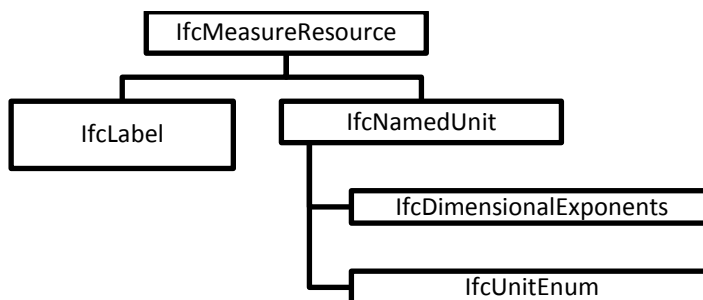 IfcMeasureResource
IfcLabel
IfcNamedUnit
IfcDimensionalExponents
IfcUnitEnum